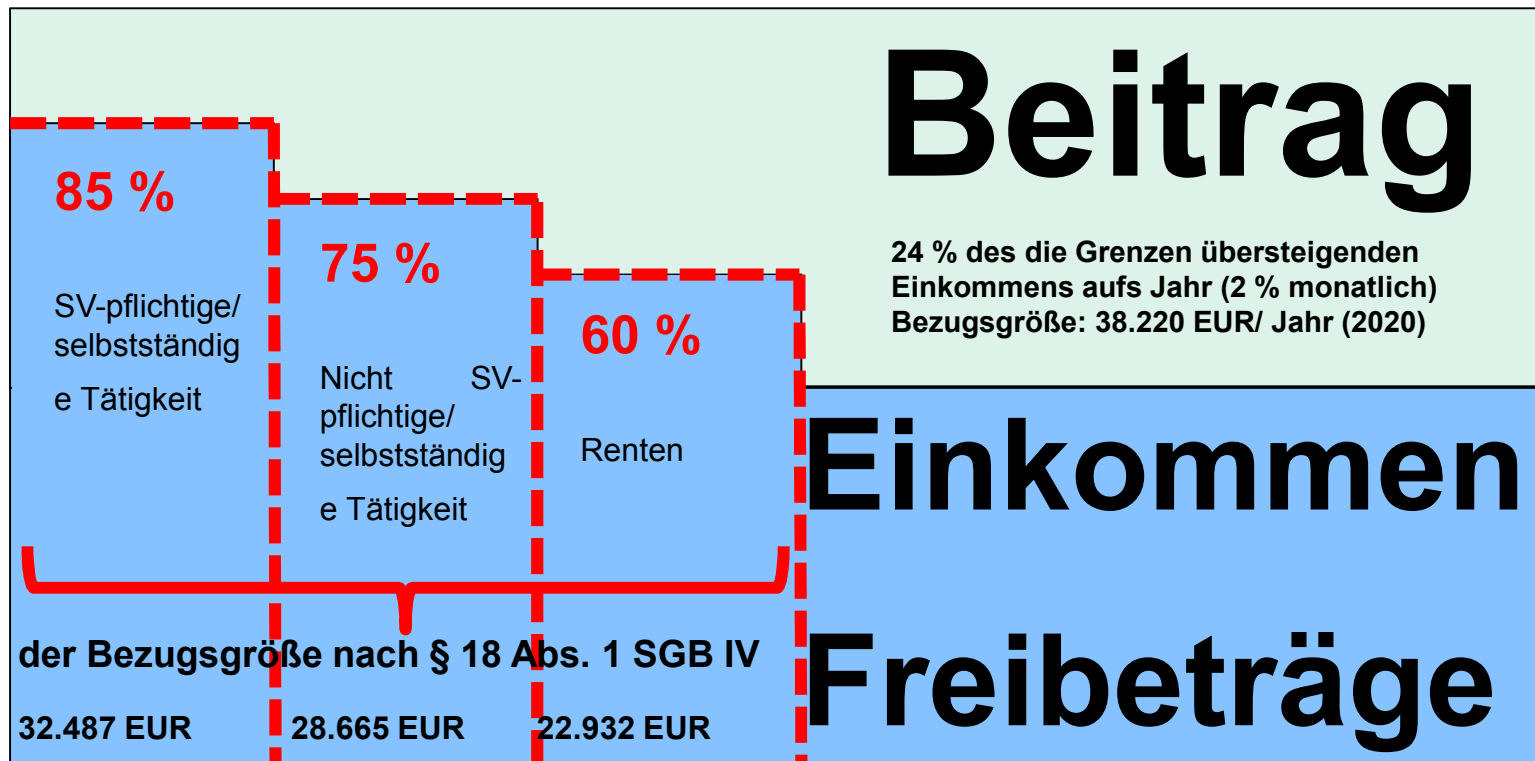 Beitrag
24 % des die Grenzen übersteigenden
Einkommens aufs Jahr (2 % monatlich)
Bezugsgröße: 38.220 EUR/ Jahr (2020)
85 %
SV-pflichtige/
selbstständig
e Tätigkeit
75 %
Nicht SV-
pflichtige/
selbstständig
e Tätigkeit
60 %
Renten
Einkommen
der Bezugsgröße nach § 18 Abs. 1 SGB IV
Freibeträge
32.487 EUR
28.665 EUR
22.932 EUR